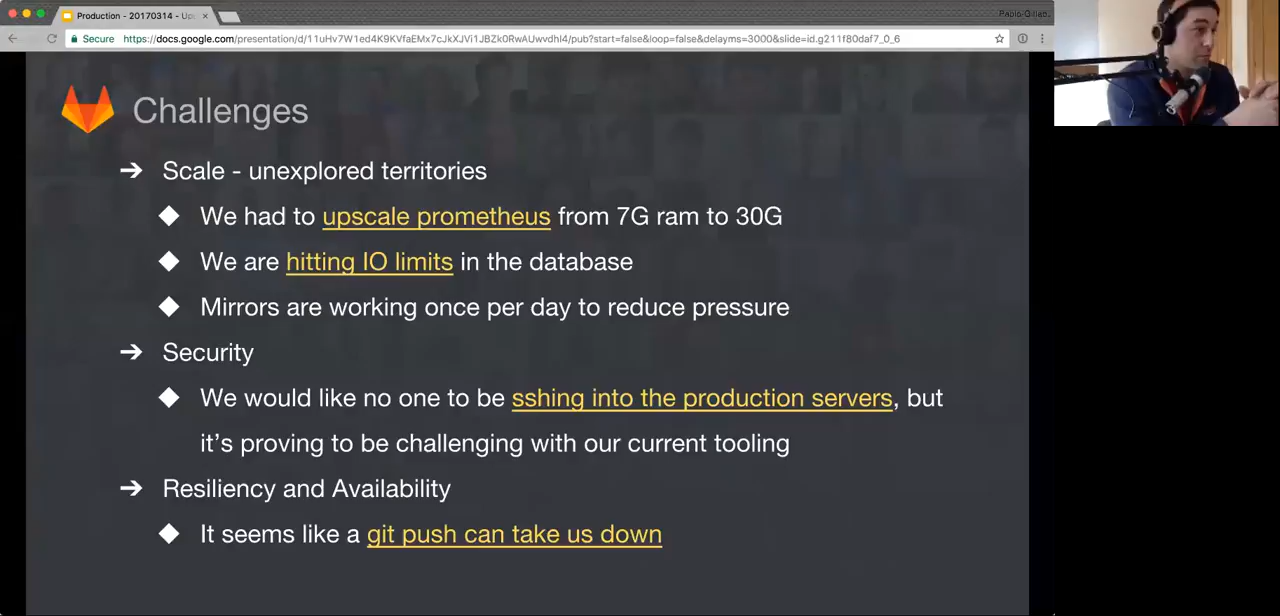 Production - 20170314 - Up
Pablo Gitlab.
Secure https://docs.google.com/presentation/d/11uHv7W1ed4K9KVfaEMx7cJkXJVi1JBZk0RwAUwvdhl4/pub?start=false&loop=false&delayms=3000&slide=id.g211f80daf7_0_6
Challenges
Scale - unexplored territories
We had to upscale prometheus from 7G ram to 30G
We are hitting IO limits in the database
Mirrors are working once per day to reduce pressure
Security
We would like no one to be sshing into the production servers, but
it's proving to be challenging with our current tooling
Resiliency and Availability
It seems like a git push can take us down